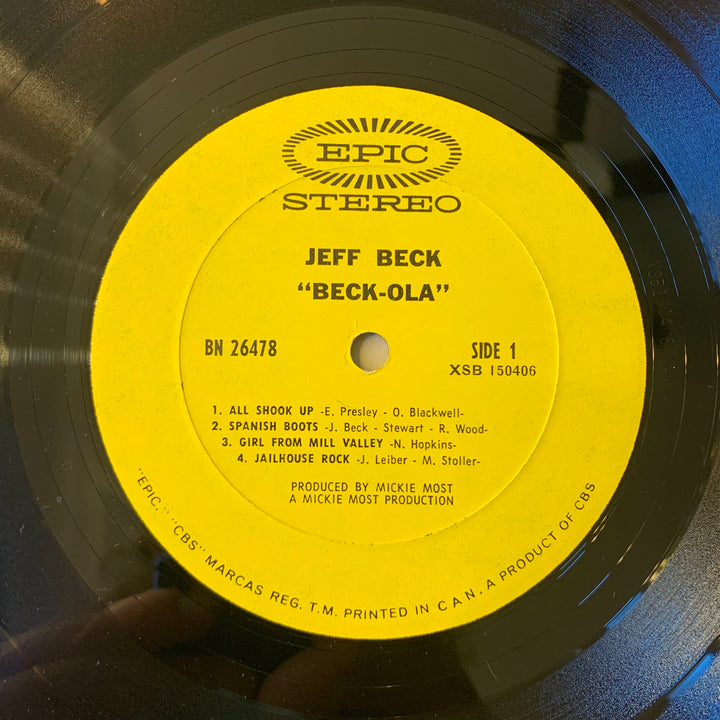 EPIC
STEREO
JEFF BECK
"BECK-OLA"
BN 26478
SIDE 1
XSB 150406
1. ALL SHOOK UP -E. Presley - O. Blackwell-
2. SPANISH BOOTS -J. Beck - Stewart - R. Wood-
3. GIRL FROM MILL VALLEY -N. Hopkins-
4. JAILHOUSE ROCK -J. Leiber - M. Stoller-
PRODUCED BY MICKIE MOST
A MICKIE MOST PRODUCTION
"EPIC," "CBS" MARCAS REG. T.M. PRINTED IN CAN. A PRODUCT OF CBS